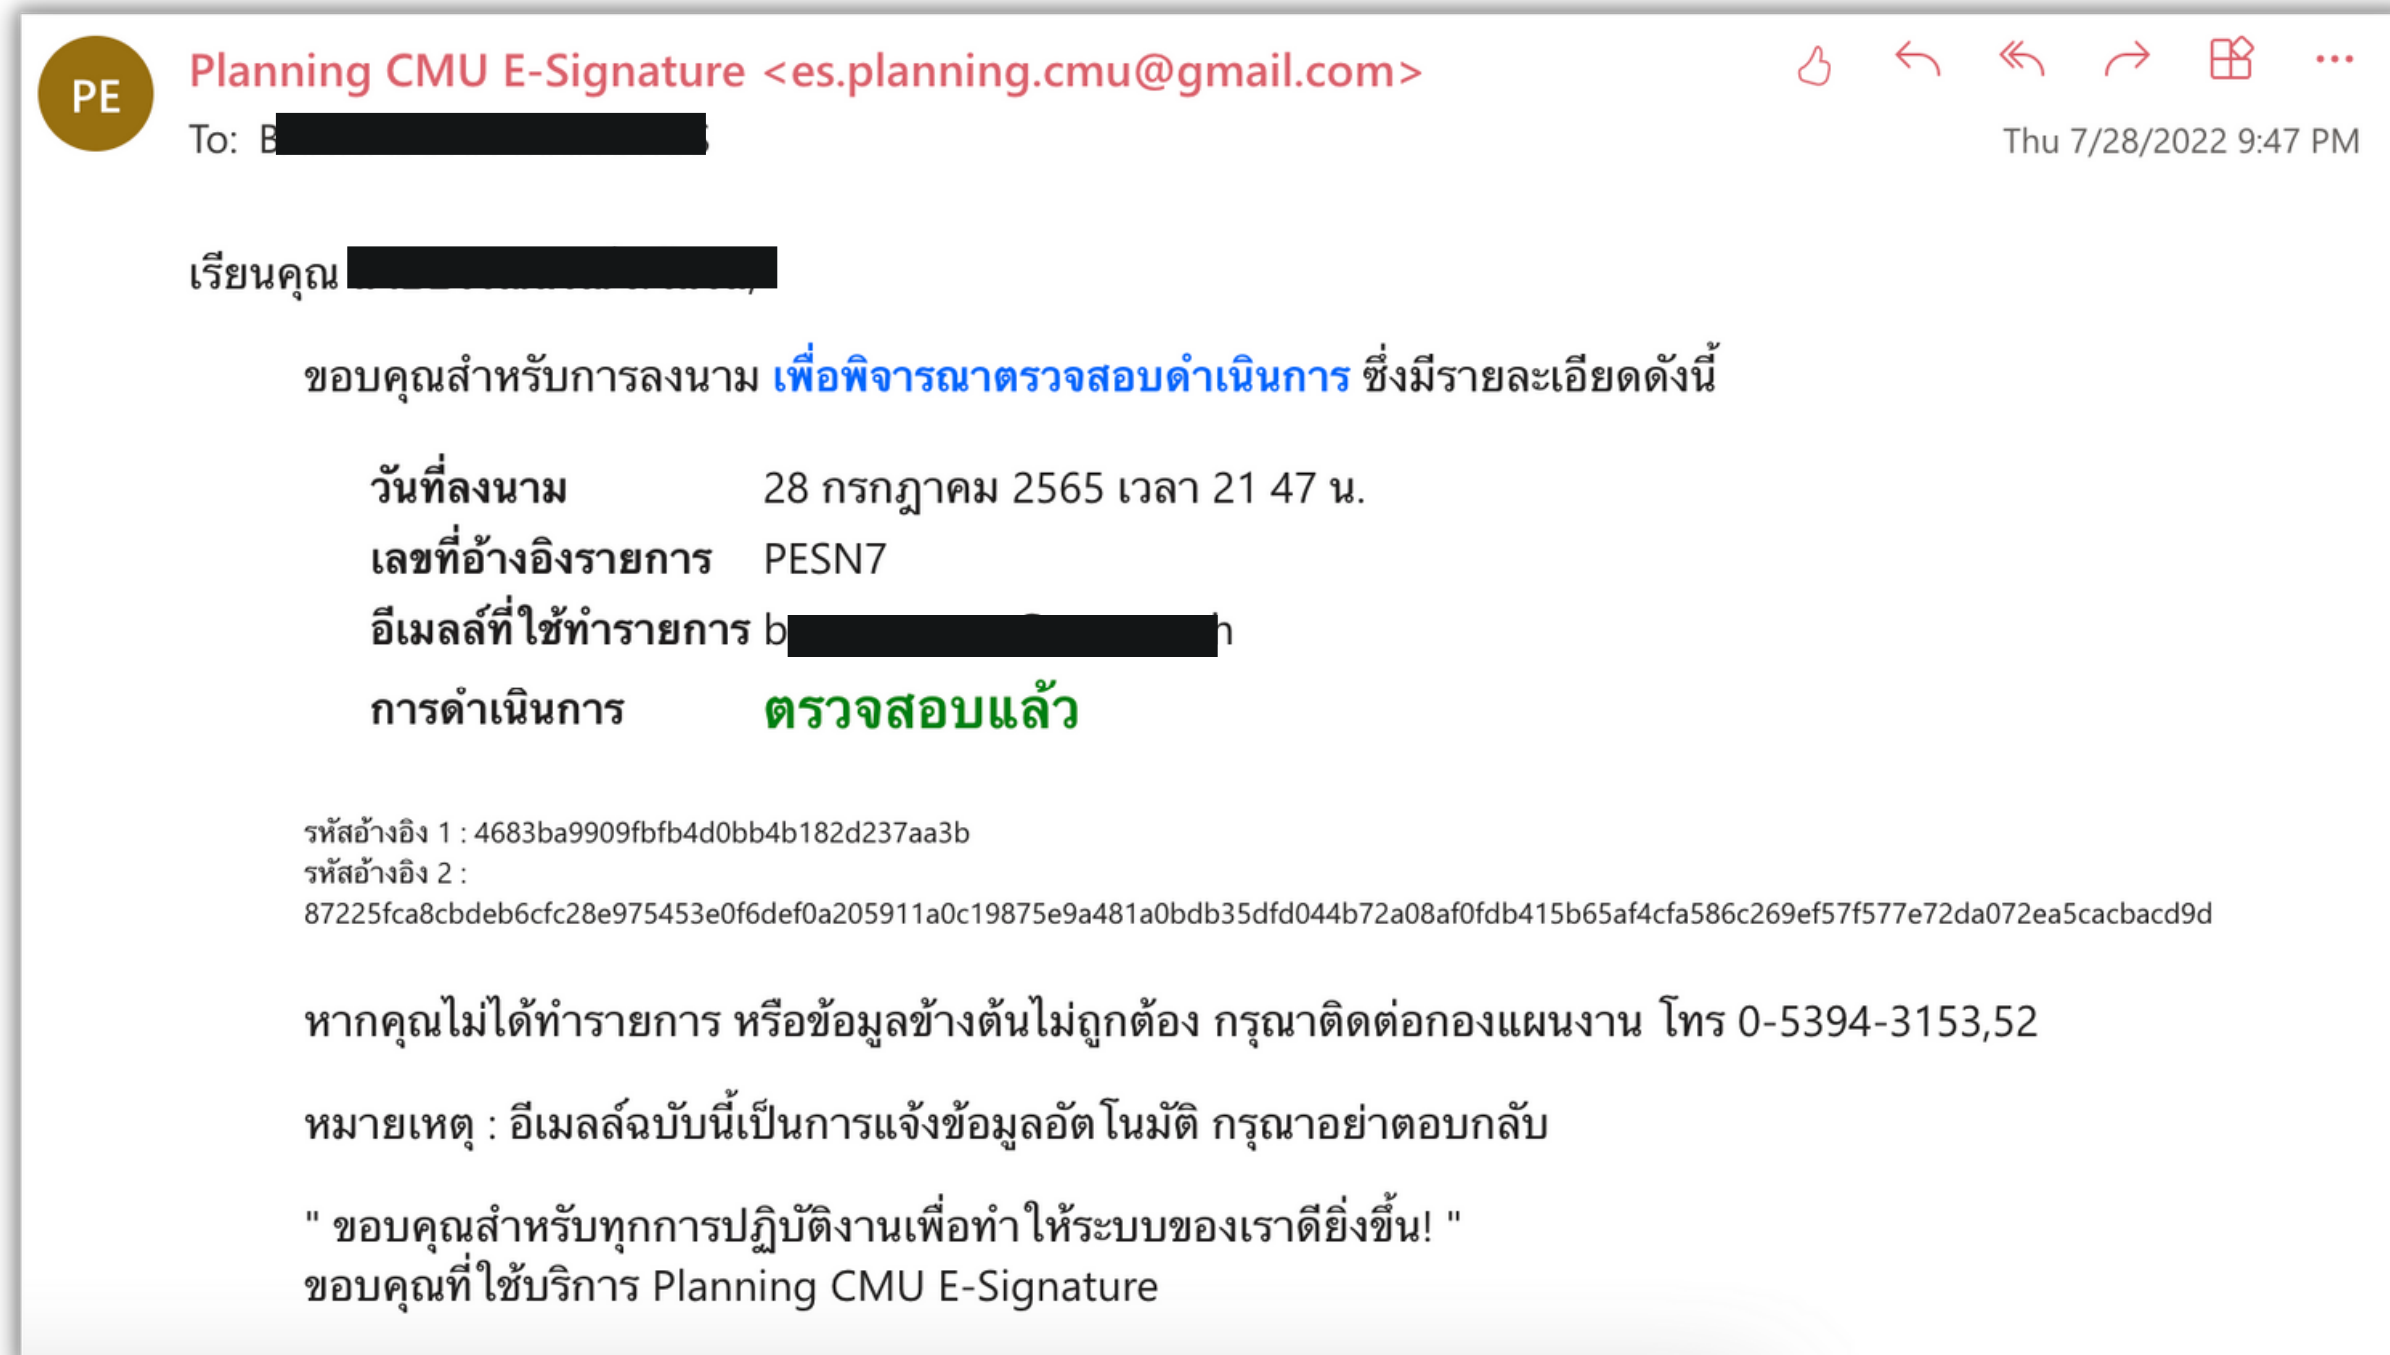 PE
Planning CMU E-Signature <es.planning.cmu@gmail.com>
To: B
Thu 7/28/2022 9:47 PM
เรียนคุณ
ขอบคุณสำหรับการลงนาม เพื่อพิจารณาตรวจสอบดำเนินการ ซึ่งมีรายละเอียดดังนี้
วันที่ลงนาม 28 กรกฎาคม 2565 เวลา 21 47 น.
เลขที่อ้างอิงรายการ PESN7
อีเมลล์ที่ใช้ทำรายการ b h
การดำเนินการ ตรวจสอบแล้ว
รหัสอ้างอิง 1 : 4683ba9909fbfb4d0bb4b182d237aa3b
รหัสอ้างอิง 2 :
87225fca8cbdeb6cfc28e975453e0f6def0a205911a0c19875e9a481a0bdb35dfd044b72a08af0fdb415b65af4cfa586c269ef57f577e72da072ea5cacbacd9d
หากคุณไม่ได้ทำรายการ หรือข้อมูลข้างต้นไม่ถูกต้อง กรุณาติดต่อกองแผนงาน โทร 0-5394-3153,52
หมายเหตุ : อีเมลล์ฉบับนี้เป็นการแจ้งข้อมูลอัตโนมัติ กรุณาอย่าตอบกลับ
" ขอบคุณสำหรับทุกการปฏิบัติงานเพื่อทำให้ระบบของเราดียิ่งขึ้น! "
ขอบคุณที่ใช้บริการ Planning CMU E-Signature